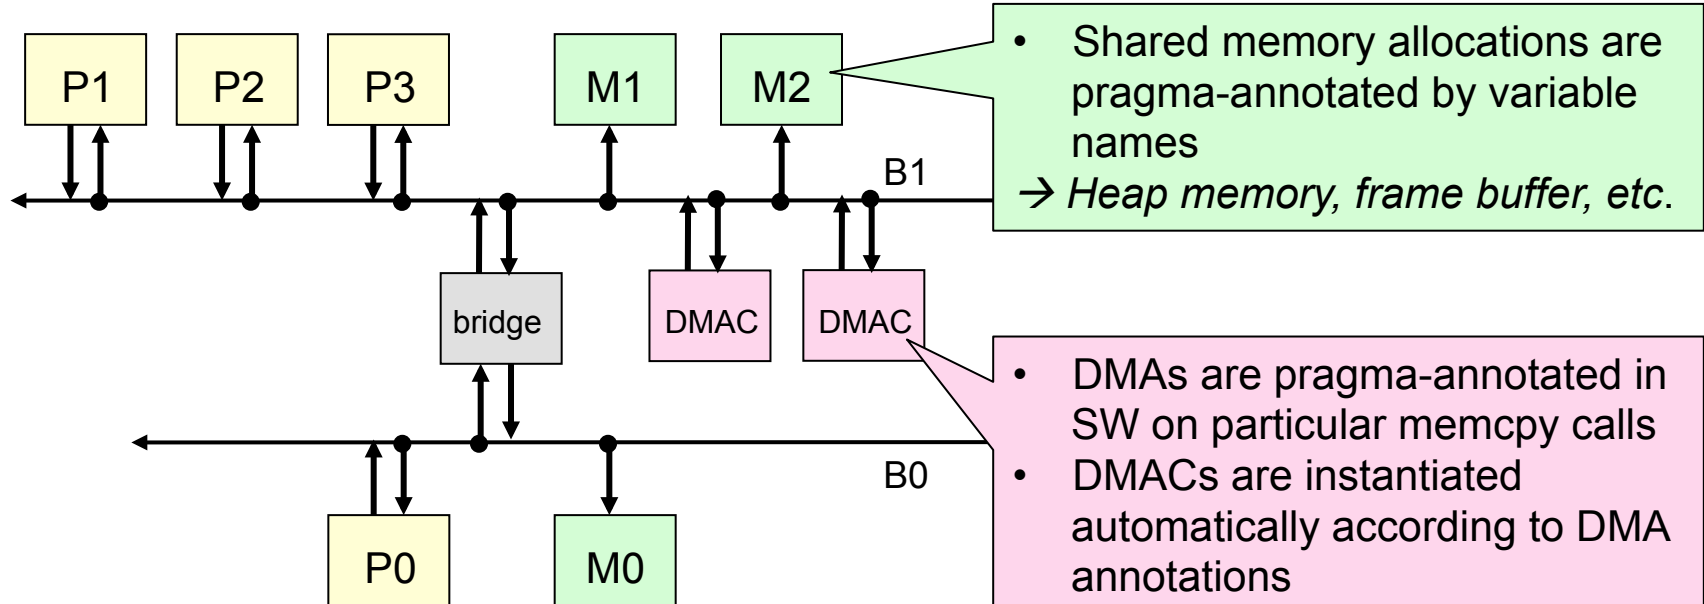 P1
P2
P3
M1
M2
• Shared memory allocations are
pragma-annotated by variable
names
→ Heap memory, frame buffer, etc.
B1
bridge
DMAC
DMAC
• DMAs are pragma-annotated in
SW on particular memcpy calls
• DMACs are instantiated
automatically according to DMA
annotations
B0
P0
M0